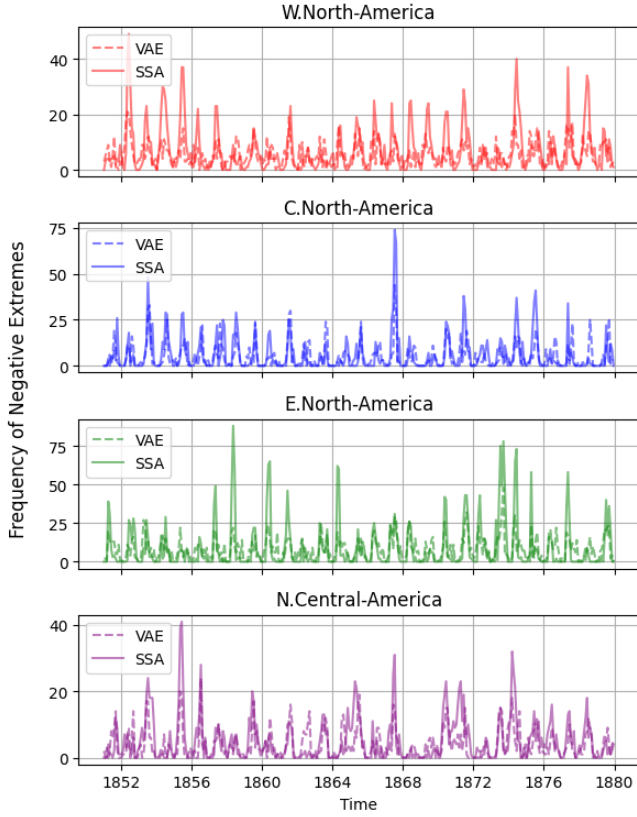 W.North-America
VAE
SSA
40
20
0
C.North-America
VAE
SSA
75
50
25
0
Frequency of Negative Extremes
E.North-America
VAE
SSA
75
50
25
0
N.Central-America
VAE
SSA
40
20
0
1852 1856 1860 1864 1868 1872 1876 1880
Time